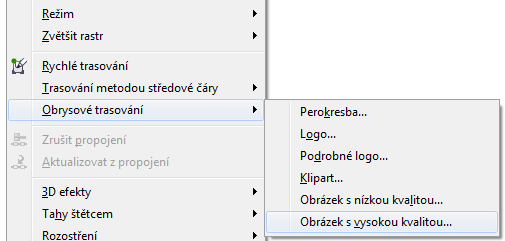 Režim
Zvětšit rastr
Rychlé trasování
Trasování metodou středové čáry
Obrysové trasování
Perokresba...
Logo...
Podrobné logo...
Klipart...
Obrázek s nízkou kvalitou...
Obrázek s vysokou kvalitou...
Zrušit propojení
Aktualizovat z propojení
3D efekty
Tahy štětcem
Rozostření